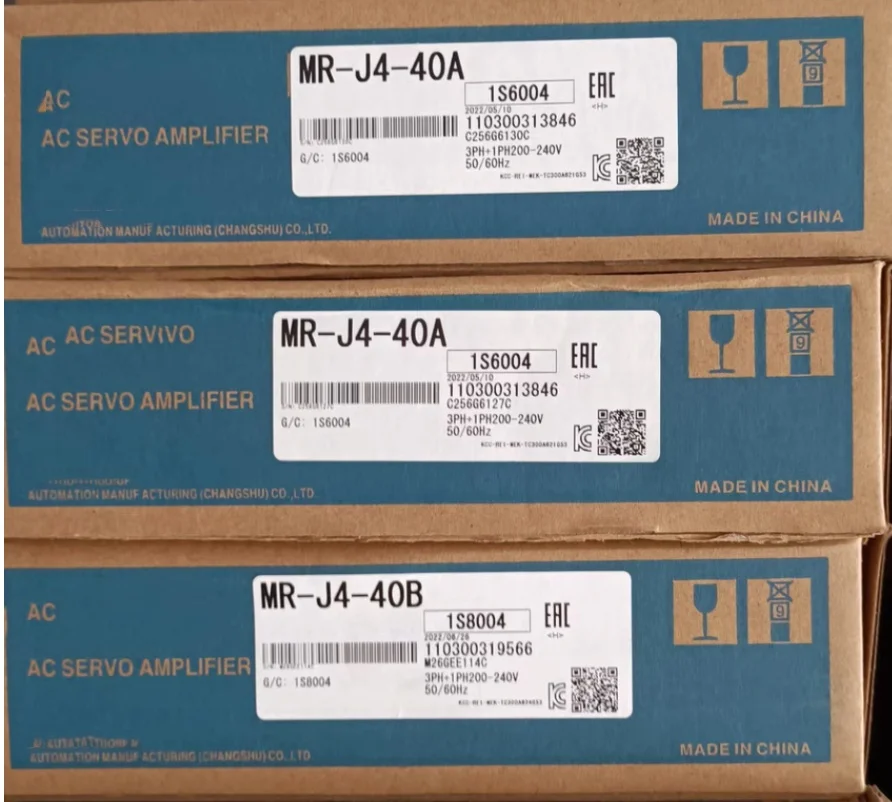 MR-J4-40A
1S6004
EAC
2022/05/10
110300313846
C256G6130C
G/C: 1S6004
3PH+1PH200-240V
50/60Hz
AC
AC SERVO AMPLIFIER
9
AUTOMATION MANUF ACTURING (CHANGSHU) CO.,LTD.
MADE IN CHINA
MR-J4-40A
1S6004
EAC
2022/05/10
110300313846
C256G6127C
G/C: 1S6004
3PH+1PH200-240V
50/60Hz
AC AC SERVIVO
AC SERVO AMPLIFIER
9
AUTOMATION MANUF ACTURING (CHANGSHU) CO.,LTD.
MADE IN CHINA
MR-J4-40B
1S8004
EAC
2022/06/26
110300319566
M26GEE114C
G/C: 1S8004
3PH+1PH200-240V
50/60Hz
AC
AC SERVO AMPLIFIER
9
AUTOMATION MANUF ACTURING (CHANGSHU) CO.,LTD
MADE IN CHINA